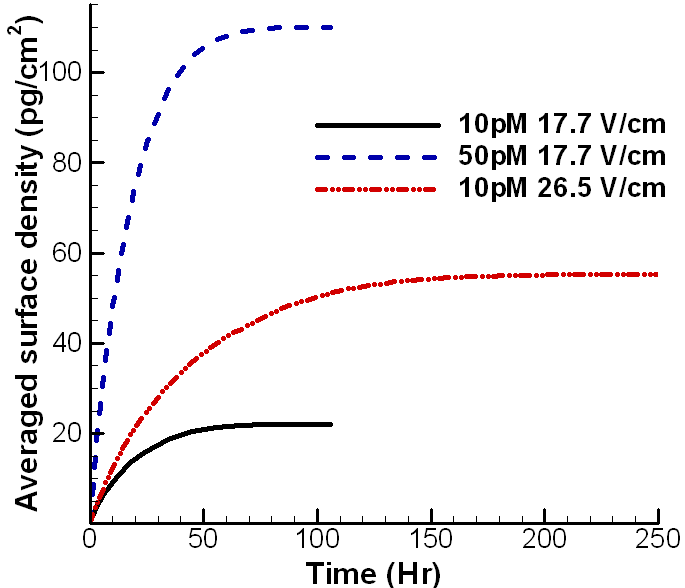 Averaged surface density (pg/cm²)
100
80
60
40
20
10pM 17.7 V/cm
50pM 17.7 V/cm
10pM 26.5 V/cm
0 50 100 150 200 250
Time (Hr)